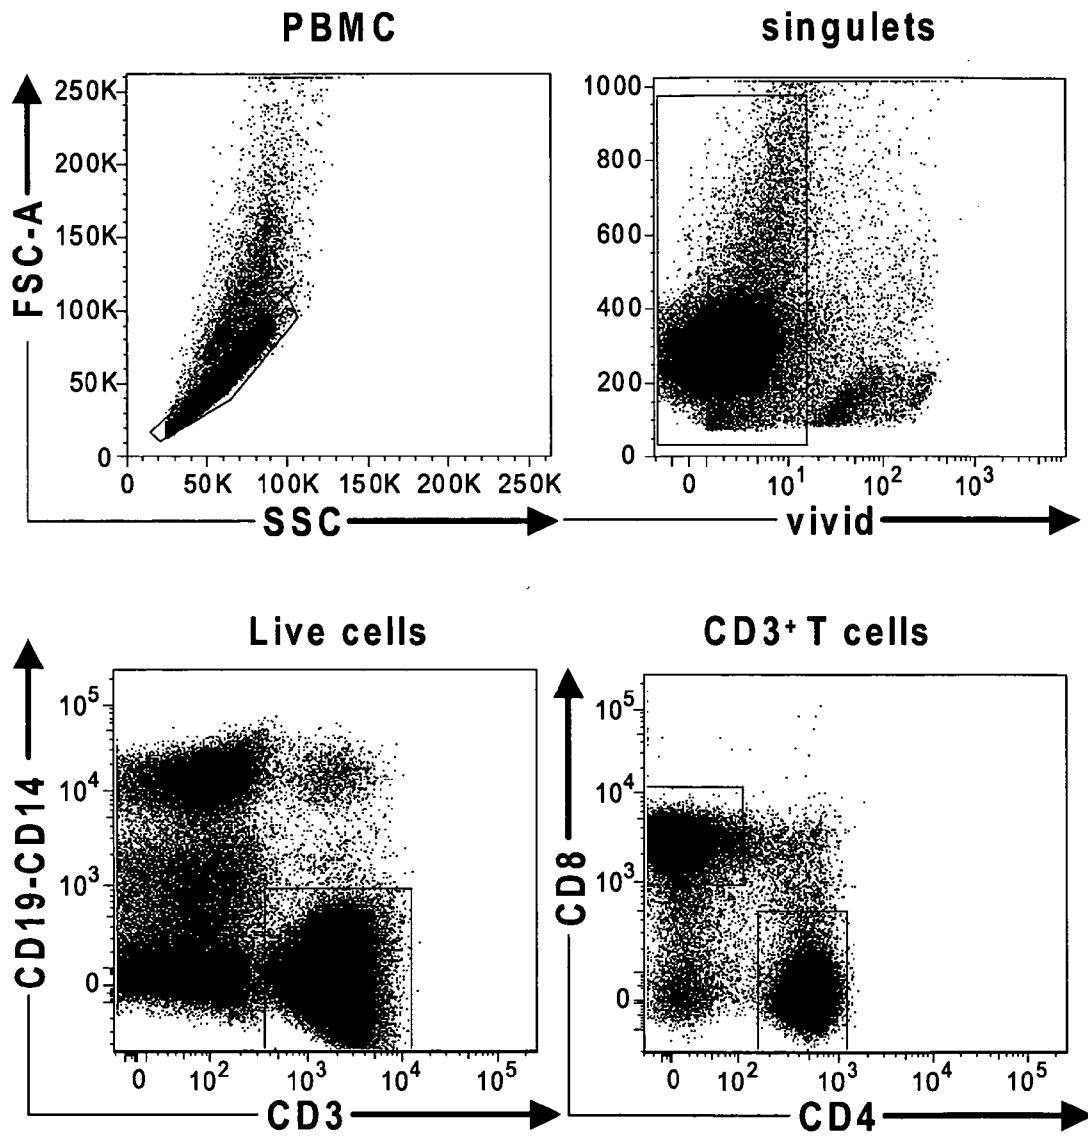 PBMC
singulets
FSC-A
250K
200K
150K
100K
50K
0
0 50K 100K 150K 200K 250K
SSC
1000
800
600
400
200
0
0 10¹ 10² 10³
vivid
Live cells
CD3⁺ T cells
CD19-CD14
10⁵
10⁴
10³
0
0 10² 10³ 10⁴ 10⁵
CD3
CD8
10⁵
10⁴
10³
0
0 10² 10³ 10⁴ 10⁵
CD4